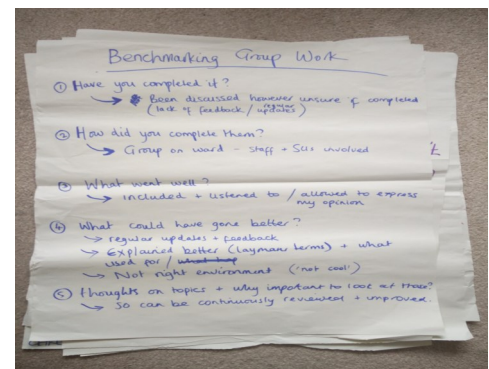 Benchmarking Group Work
① Have you completed it?
→ Been discussed however unsure if completed
(lack of feedback / regular updates)
② How did you complete them?
→ Group on ward - staff + SUs involved
③ What went well?
→ included + listened to / allowed to express
my opinion
④ What could have gone better?
→ regular updates + feedback
→ Explained better (layman terms) + what
used for /
→ Not right environment ('not cool')
⑤ Thoughts on topics + why important to look at these?
→ So can be continuously reviewed + improved.